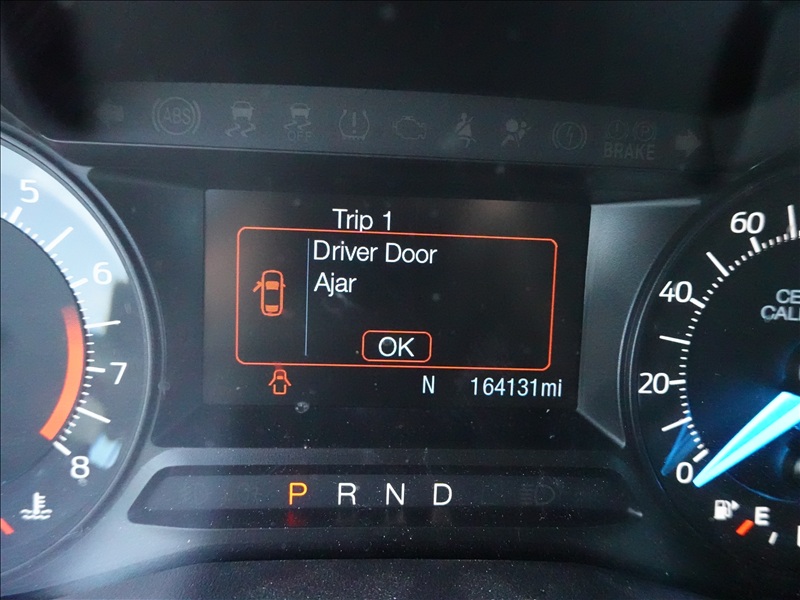 ABS
OFF
BRAKE
5
6
7
8
Trip 1
Driver Door
Ajar
OK
N 164131mi
P R N D
60
40
20
0
E